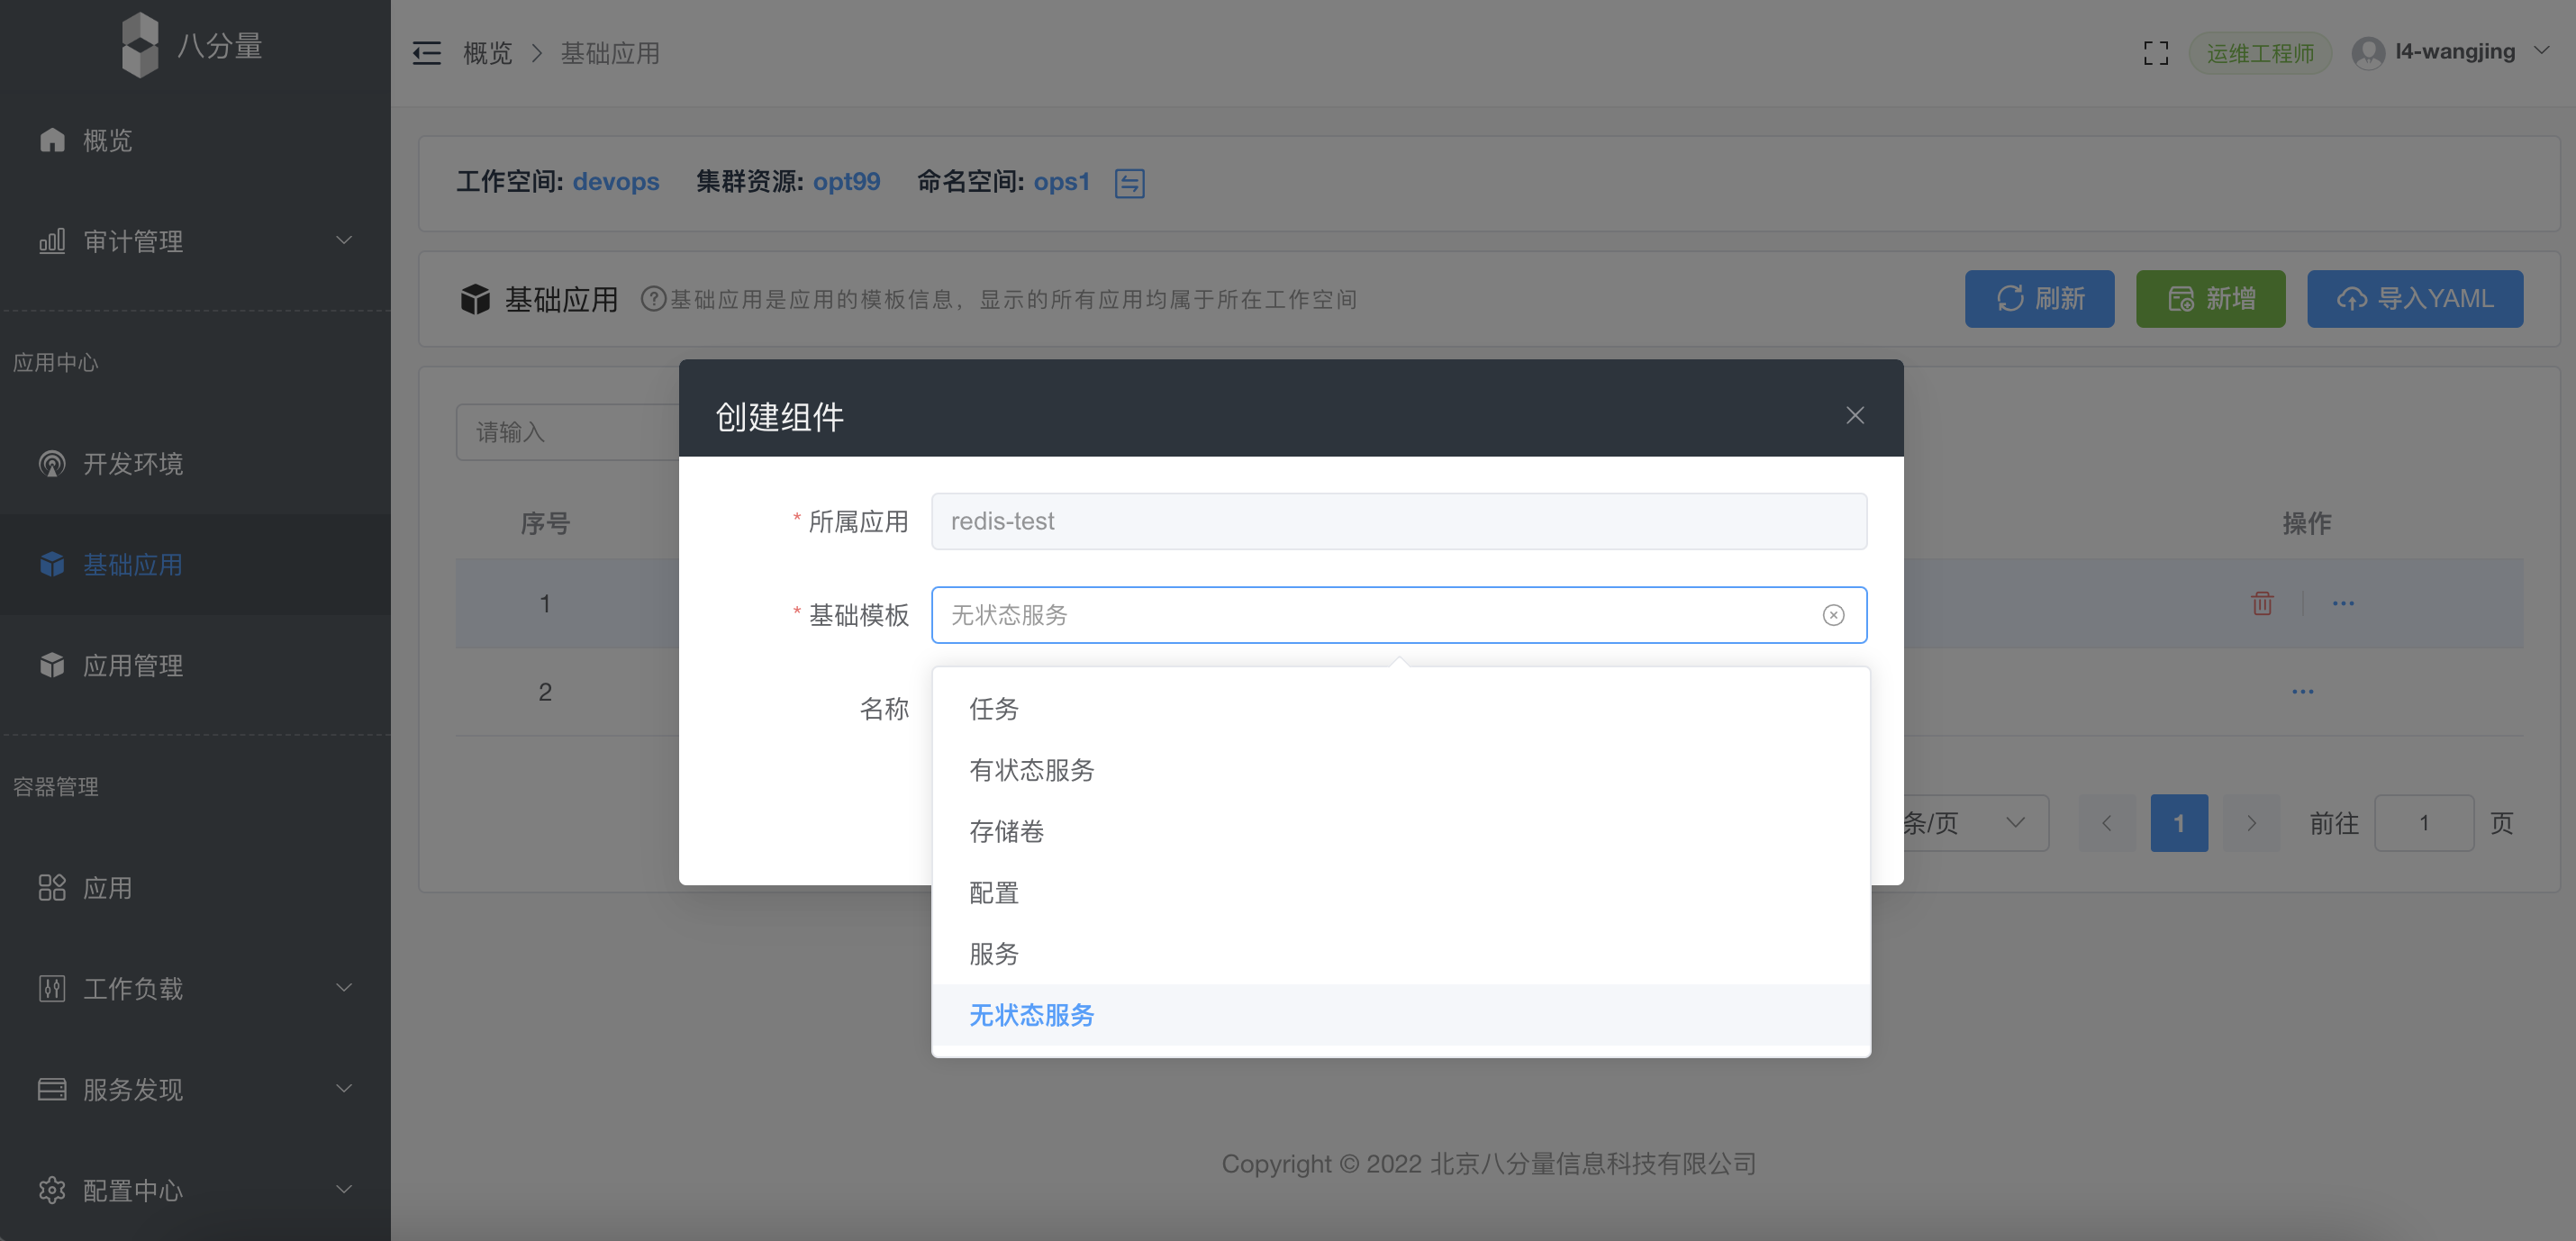 八分量
概览
审计管理
应用中心
开发环境
基础应用
应用管理
容器管理
应用
工作负载
服务发现
配置中心
概览 > 基础应用
运维工程师
l4-wangjing
工作空间: devops 集群资源: opt99 命名空间: ops1
基础应用 ?基础应用是应用的模板信息，显示的所有应用均属于所在工作空间
刷新
新增
导入YAML
请输入
序号 操作
1
2
创建组件
* 所属应用 redis-test
* 基础模板 无状态服务
名称
任务
有状态服务
存储卷
配置
服务
无状态服务
条/页 1 前往 1 页
Copyright © 2022 北京八分量信息科技有限公司